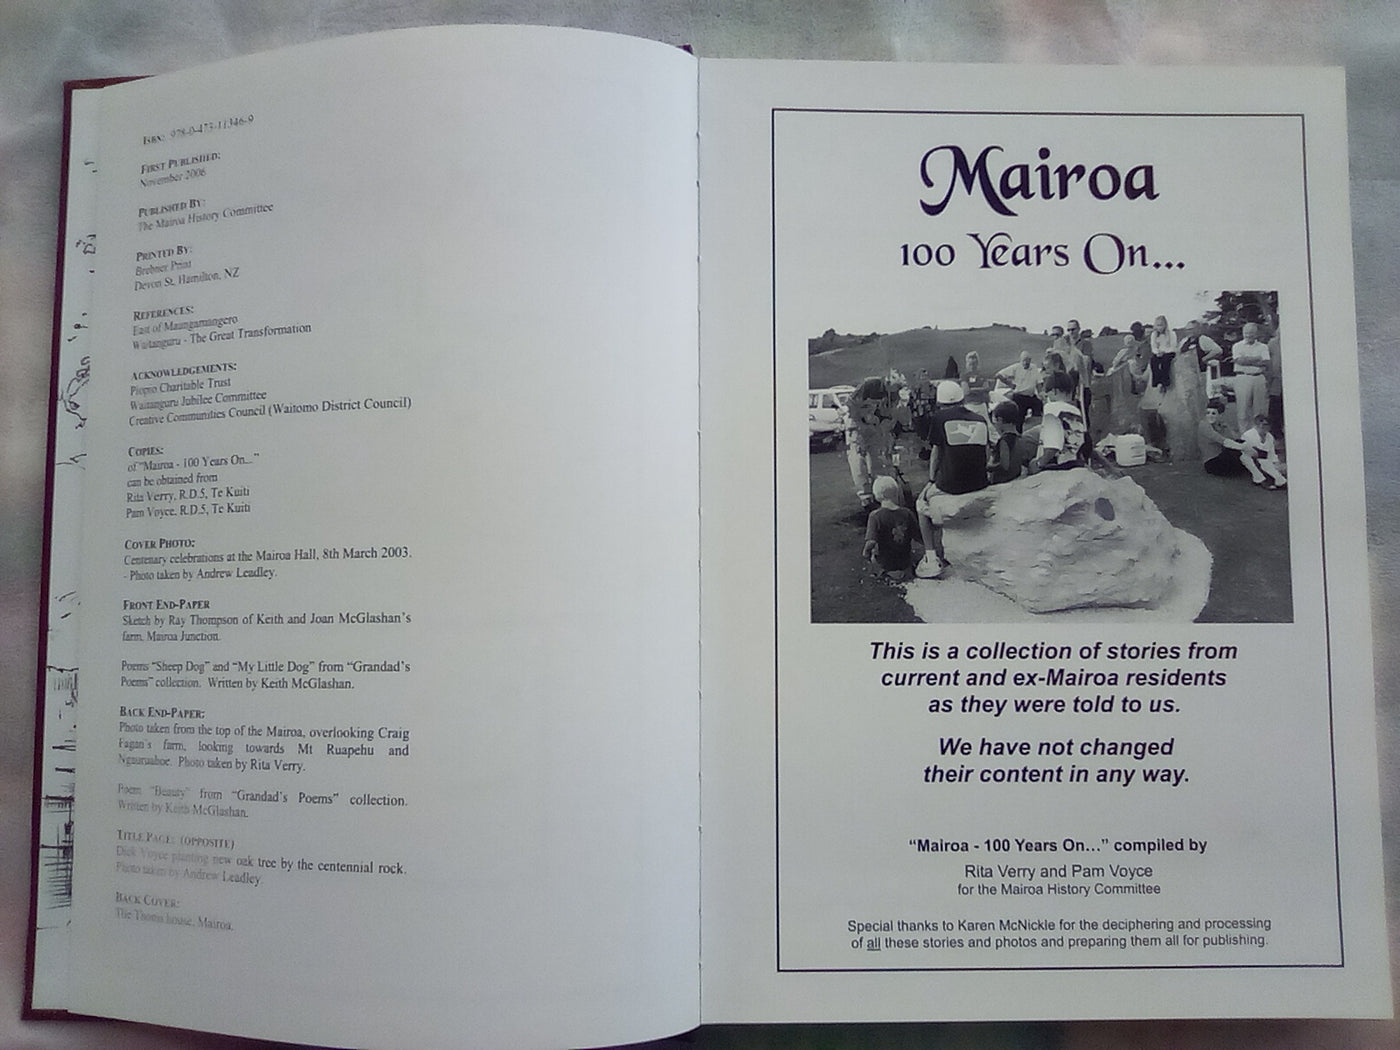 ISBN: 978-0-473-11346-9
FIRST PUBLISHED:
November 2006
PUBLISHED BY:
The Mairoa History Committee
PRINTED BY:
Brebner Print
Devon St, Hamilton, NZ
REFERENCES:
East of Maungamangero
Waitanguru - The Great Transformation
ACKNOWLEDGEMENTS:
Piopio Charitable Trust
Waitanguru Jubilee Committee
Creative Communities Council (Waitomo District Council)
COPIES:
of "Mairoa - 100 Years On..."
can be obtained from
Rita Verry, R.D.5, Te Kuiti
Pam Voyce, R.D.5, Te Kuiti
COVER PHOTO:
Centenary celebrations at the Mairoa Hall, 8th March 2003.
- Photo taken by Andrew Leadley.
FRONT END-PAPER
Sketch by Ray Thompson of Keith and Joan McGlashan's
farm, Mairoa Junction.
Poems "Sheep Dog" and "My Little Dog" from "Grandad's
Poems" collection. Written by Keith McGlashan.
BACK END-PAPER:
Photo taken from the top of the Mairoa, overlooking Craig
Fagan's farm, looking towards Mt Ruapehu and
Ngauruahoe. Photo taken by Rita Verry.
Poem "Beauty" from "Grandad's Poems" collection.
Written by Keith McGlashan.
TITLE PAGE: (OPPOSITE)
Dick Voyce planting new oak tree by the centennial rock.
Photo taken by Andrew Leadley.
BACK COVER:
The Thoms house, Mairoa.
Mairoa
100 Years On...
This is a collection of stories from
current and ex-Mairoa residents
as they were told to us.
We have not changed
their content in any way.
"Mairoa - 100 Years On..." compiled by
Rita Verry and Pam Voyce
for the Mairoa History Committee
Special thanks to Karen McNickle for the deciphering and processing
of all these stories and photos and preparing them all for publishing.